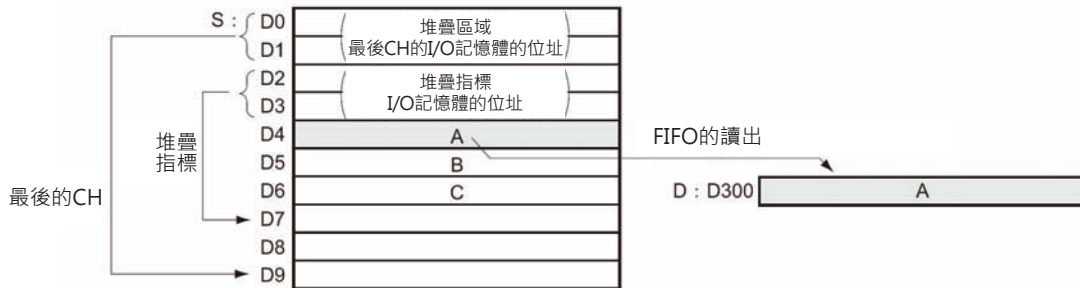 S : D0
D1
堆疊區域
最後CH的I/O記憶體的位址
D2
D3
堆疊指標
I/O記憶體的位址
D4
A
FIFO的讀出
堆疊
指標
D5
B
最後的CH
D6
C
D : D300
A
D7
D8
D9